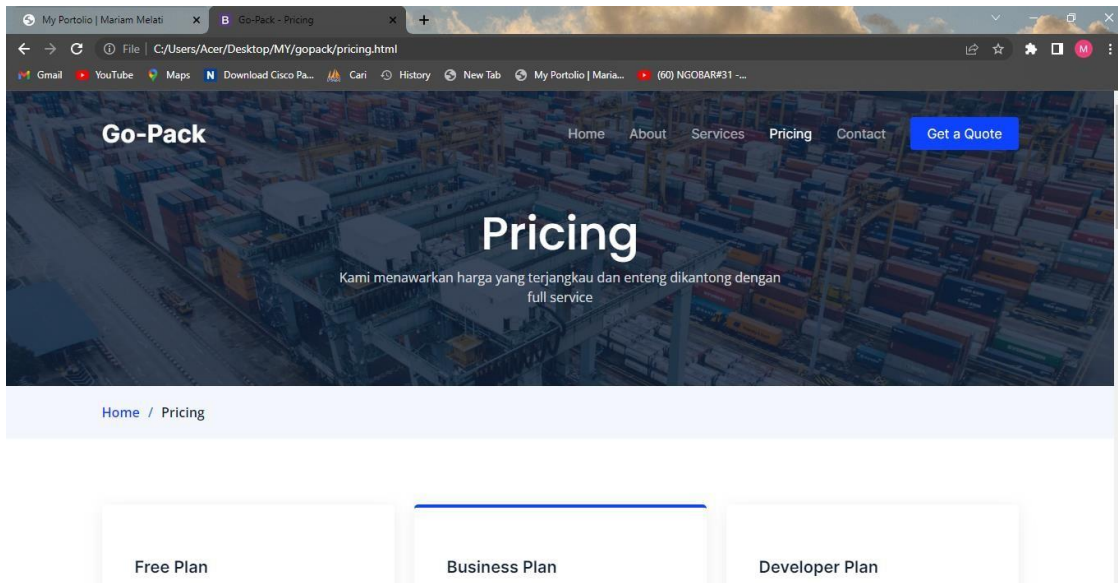 My Portolio | Mariam Melati
Go-Pack - Pricing
File | C:/Users/Acer/Desktop/MY/gopack/pricing.html
Gmail YouTube Maps Download Cisco Pa... Cari History New Tab My Portolio | Maria... (60) NGOBAR#31 -...
Go-Pack
Home About Services Pricing Contact Get a Quote
Pricing
Kami menawarkan harga yang terjangkau dan enteng dikantong dengan
full service
Home / Pricing
Free Plan Business Plan Developer Plan